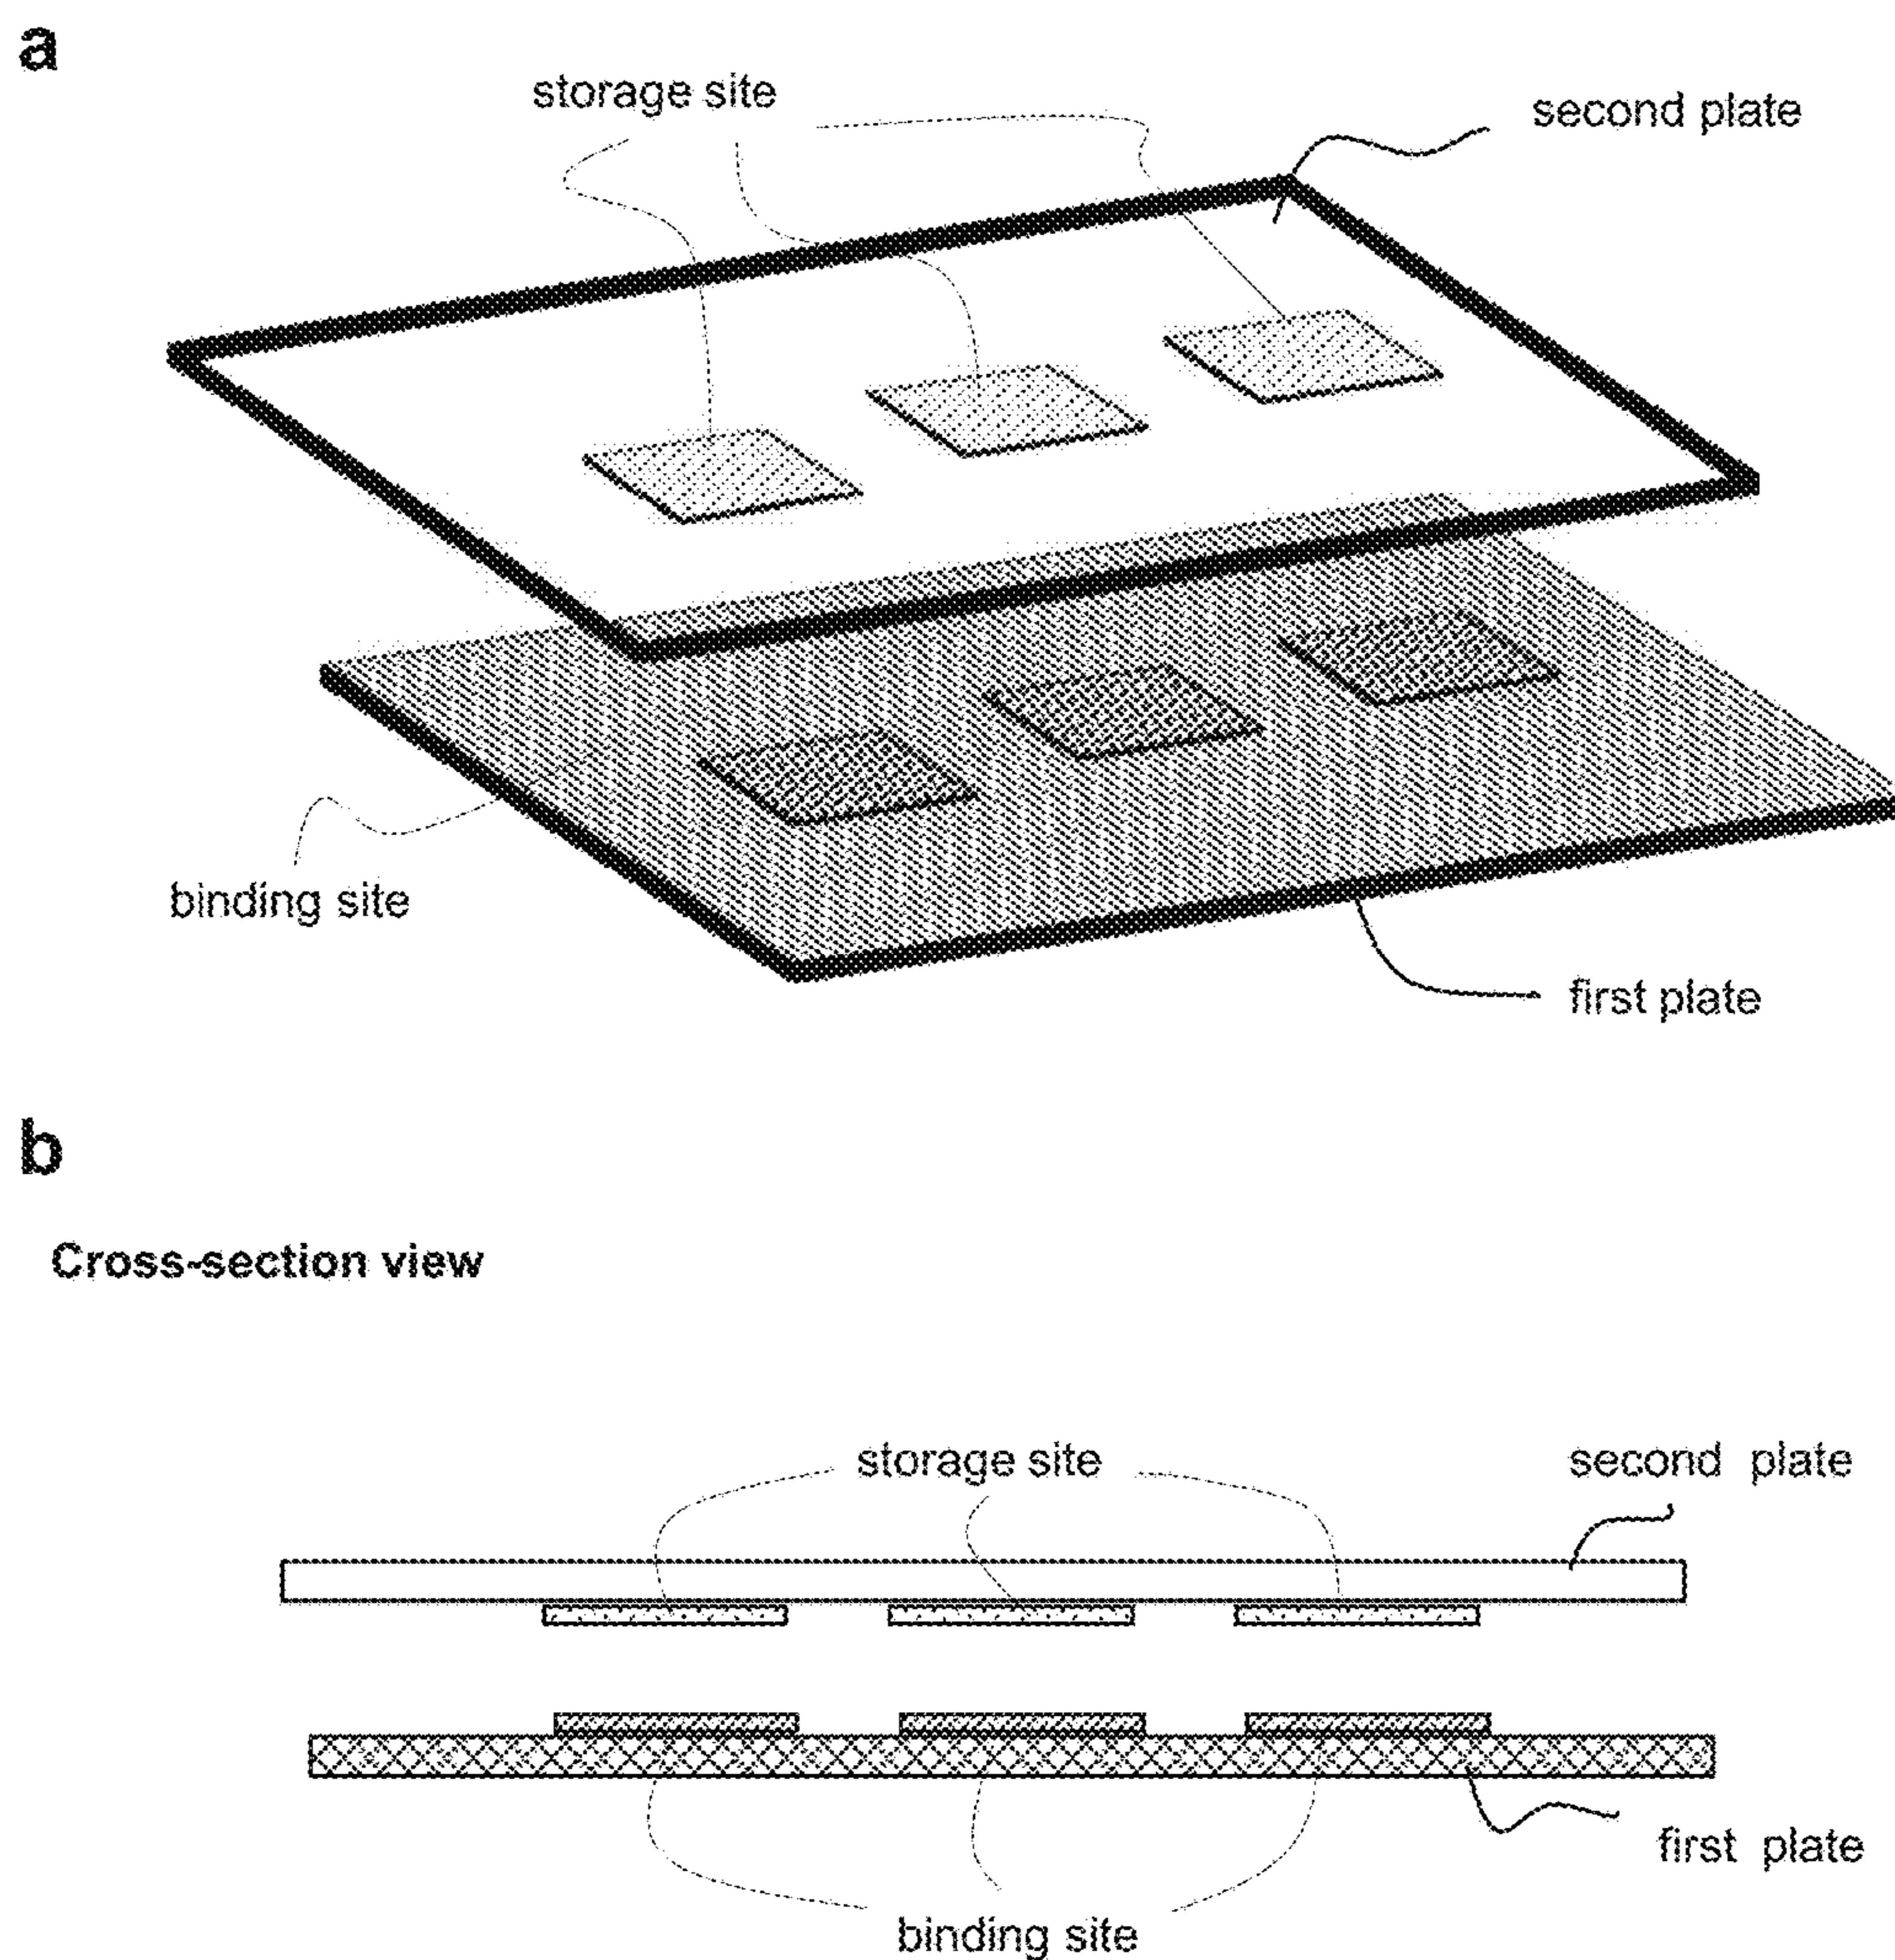 a
storage site
second plate
binding site
first plate
b
Cross-section view
storage site
second plate
first plate
binding site